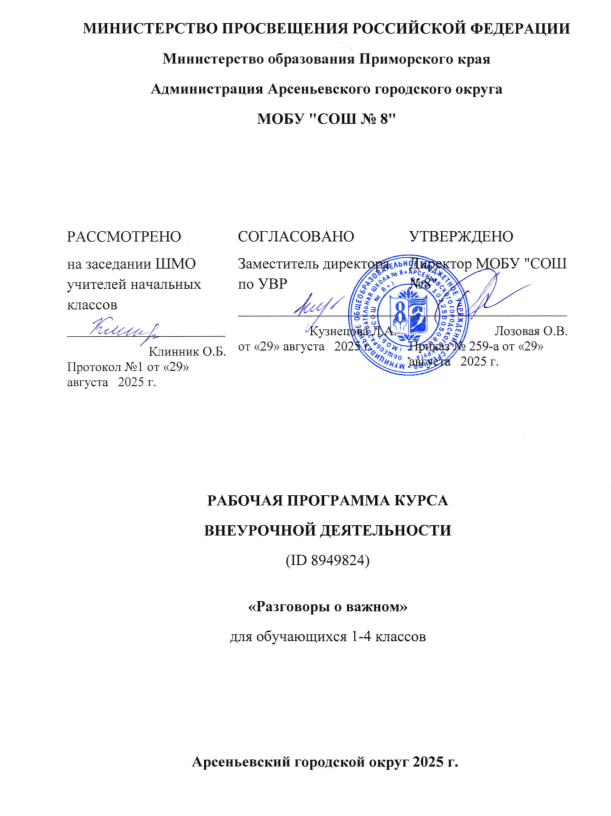 МИНИСТЕРСТВО ПРОСВЕЩЕНИЯ РОССИЙСКОЙ ФЕДЕРАЦИИ
Министерство образования Приморского края
Администрация Арсеньевского городского округа
МОБУ "СОШ № 8"
РАССМОТРЕНО
на заседании ШМО
учителей начальных
классов
Клинник О.Б.
Протокол №1 от «29»
августа 2025 г.
СОГЛАСОВАНО
Заместитель директора
по УВР
Кузнецова Л.А.
от «29» августа 2025 г.
УТВЕРЖДЕНО
Директор МОБУ "СОШ
№8"
Лозовая О.В.
Приказ № 259-а от «29»
августа 2025 г.
РАБОЧАЯ ПРОГРАММА КУРСА
ВНЕУРОЧНОЙ ДЕЯТЕЛЬНОСТИ
(ID 8949824)
«Разговоры о важном»
для обучающихся 1-4 классов
Арсеньевский городской округ 2025 г.